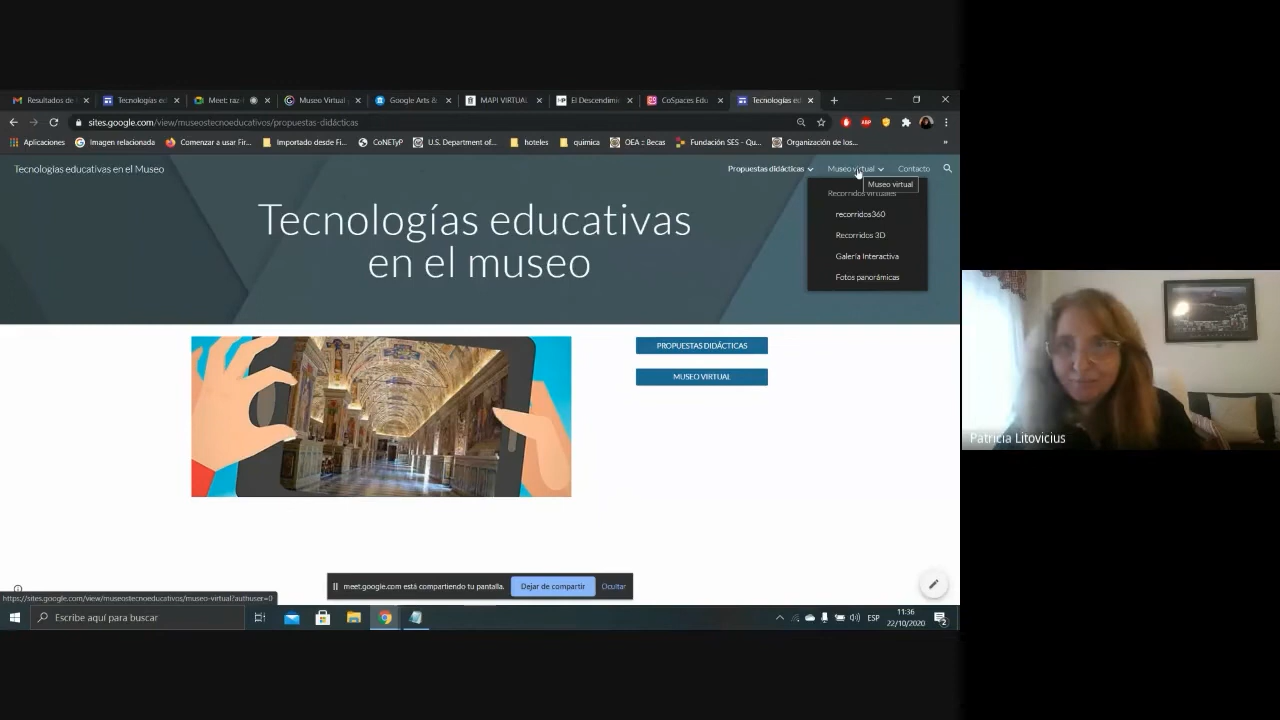 Resultados de
Tecnologías ed
Meet: raz-l
Museo Virtual
Google Arts &
MAPI VIRTUAL
El Descendimie
CoSpaces Edu
Tecnologías ed
sites.google.com/view/museostecnoeducativos/propuestas-didácticas
Aplicaciones
Imagen relacionada
Comenzar a usar Fir...
Importado desde Fi...
CoNETyP
U.S. Department of...
hoteles
quimica
OEA :: Becas
Fundación SES - Qu...
Organización de los...
»
Tecnologías educativas en el Museo
Propuestas didácticas
Museo virtual
Contacto
Museo virtual
Recorridos virtuales
recorridos360
Recorridos 3D
Galería Interactiva
Fotos panorámicas
Tecnologías educativas
en el museo
PROPUESTAS DIDÁCTICAS
MUSEO VIRTUAL
Patricia Litovicius
meet.google.com está compartiendo tu pantalla.
Dejar de compartir
Ocultar
https://sites.google.com/view/museostecnoeducativos/museo-virtual?authuser=0
Escribe aquí para buscar
ESP
11:36
22/10/2020
2